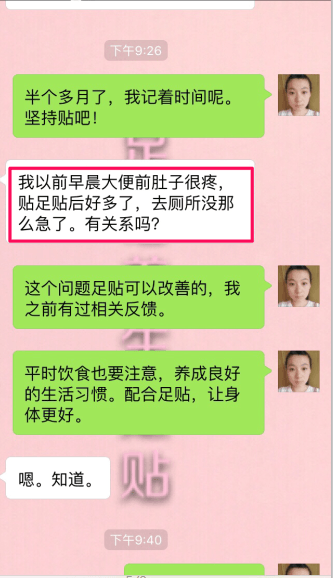 下午9:26
半个多月了，我记着时间呢。
坚持贴吧！
我以前早晨大便前肚子很疼，
贴足贴后好多了，去厕所没那
么急了。有关系吗？
这个问题足贴可以改善的，我
之前有过相关反馈。
平时饮食也要注意，养成良好
的生活习惯。配合足贴，让身
体更好。
嗯。知道。
贴
下午9:40